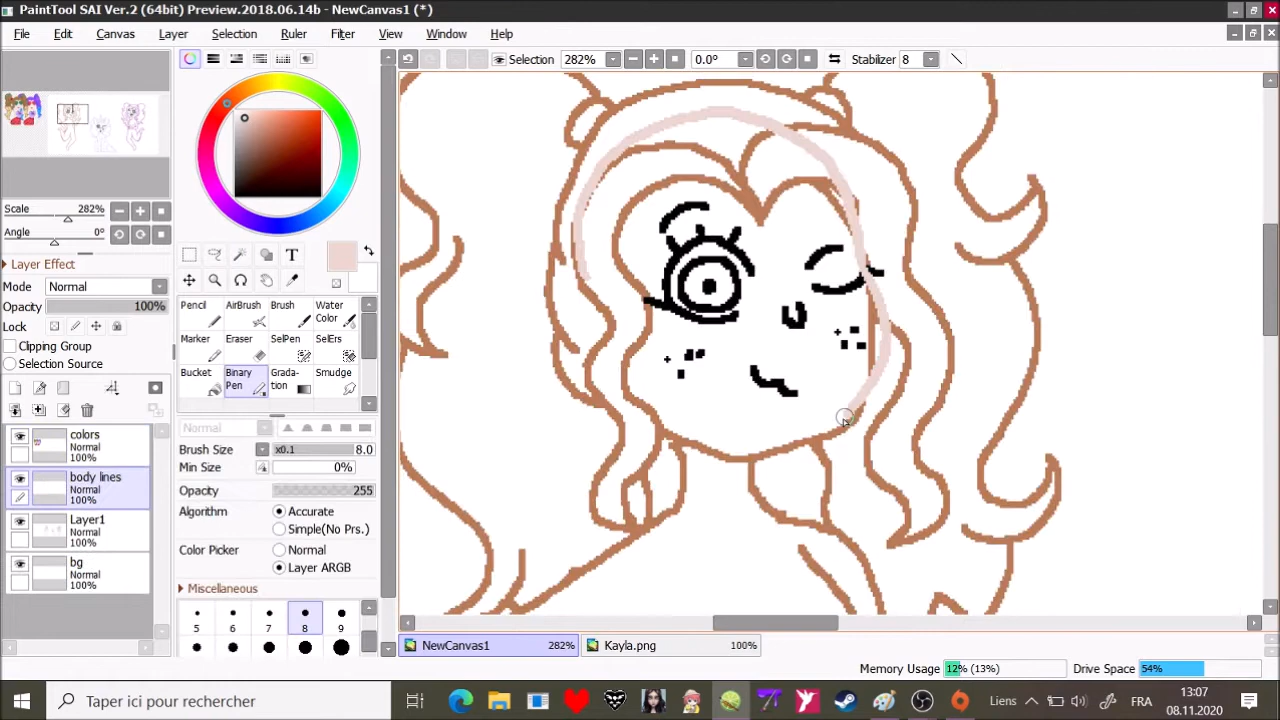 PaintTool SAI Ver.2 (64bit) Preview.2018.06.14b - NewCanvas1 (*)
File Edit Canvas Layer Selection Ruler Filter View Window Help
Selection 282% 0.0° Stabilizer 8
Scale 282%
Angle 0°
Layer Effect
Mode Normal
Opacity 100%
Lock
Clipping Group
Selection Source
colors
Normal
100%
body lines
Normal
100%
Layer1
Normal
100%
bg
Normal
100%
T
Pencil AirBrush Brush Water Color
Marker Eraser SelPen SelErs
Bucket Binary Pen Grada-tion Smudge
Normal
Brush Size x0.1 8.0
Min Size 0%
Opacity 255
Algorithm Accurate
Simple(No Prs.)
Color Picker Normal
Layer ARGB
Miscellaneous
5 6 7 8 9
NewCanvas1 282% Kayla.png 100%
Memory Usage 12% (13%) Drive Space 54%
Taper ici pour rechercher
Liens FRA 13:07
08.11.2020